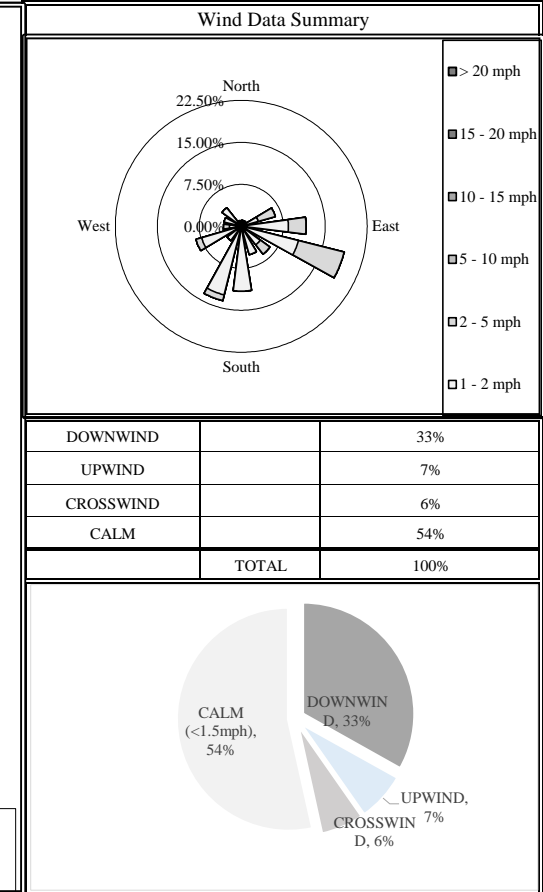 Wind Data Summary
North
22.50%
15.00%
7.50%
0.00%
West
East
South
> 20 mph
15 - 20 mph
10 - 15 mph
5 - 10 mph
2 - 5 mph
1 - 2 mph
DOWNWIND 33%
UPWIND 7%
CROSSWIND 6%
CALM 54%
TOTAL 100%
DOWNWIN
D, 33%
UPWIND,
7%
CROSSWIN
D, 6%
CALM
(<1.5mph),
54%